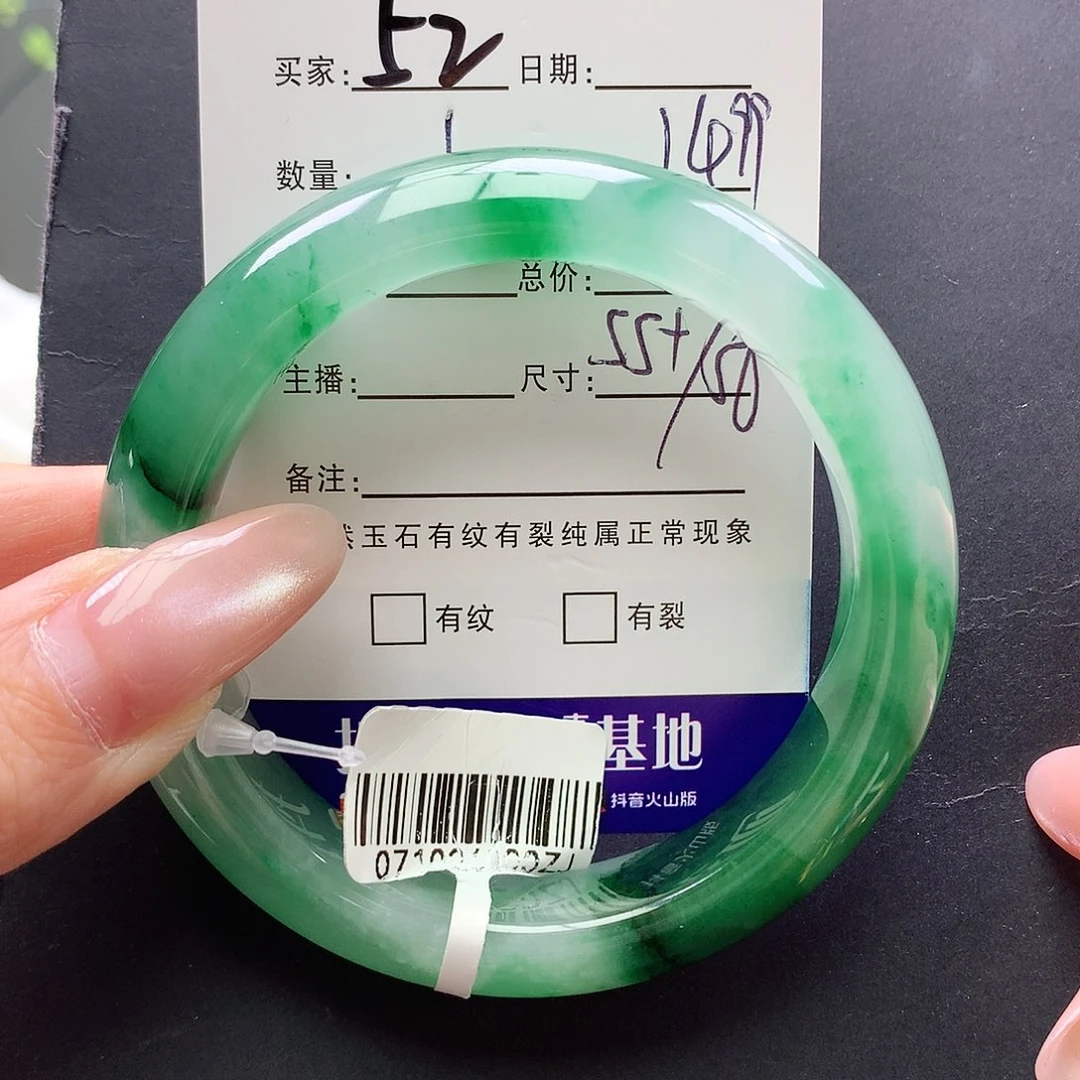 买家: 52 日期:
数量: 1
总价:
主播: 尺寸: 55+/150
备注:
玉石有纹有裂纯属正常现象
有纹 有裂
基地
抖音火山版